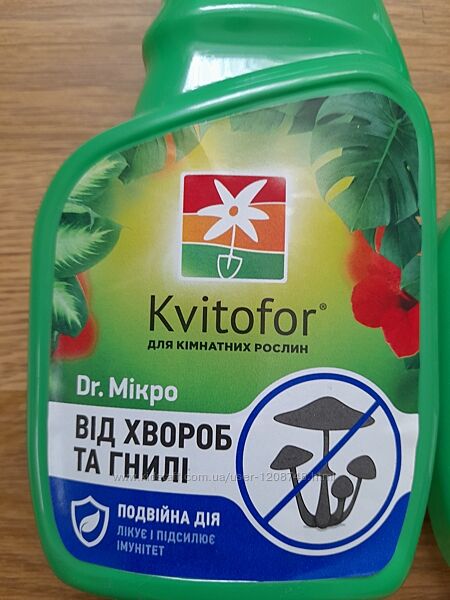 Kvitofor®
ДЛЯ КІМНАТНИХ РОСЛИН
Dr. Мікро
ВІД ХВОРОБ
ТА ГНИЛІ
ПОДВІЙНА ДІЯ
ЛІКУЄ І ПІДСИЛЮЄ
ІМУНІТЕТ